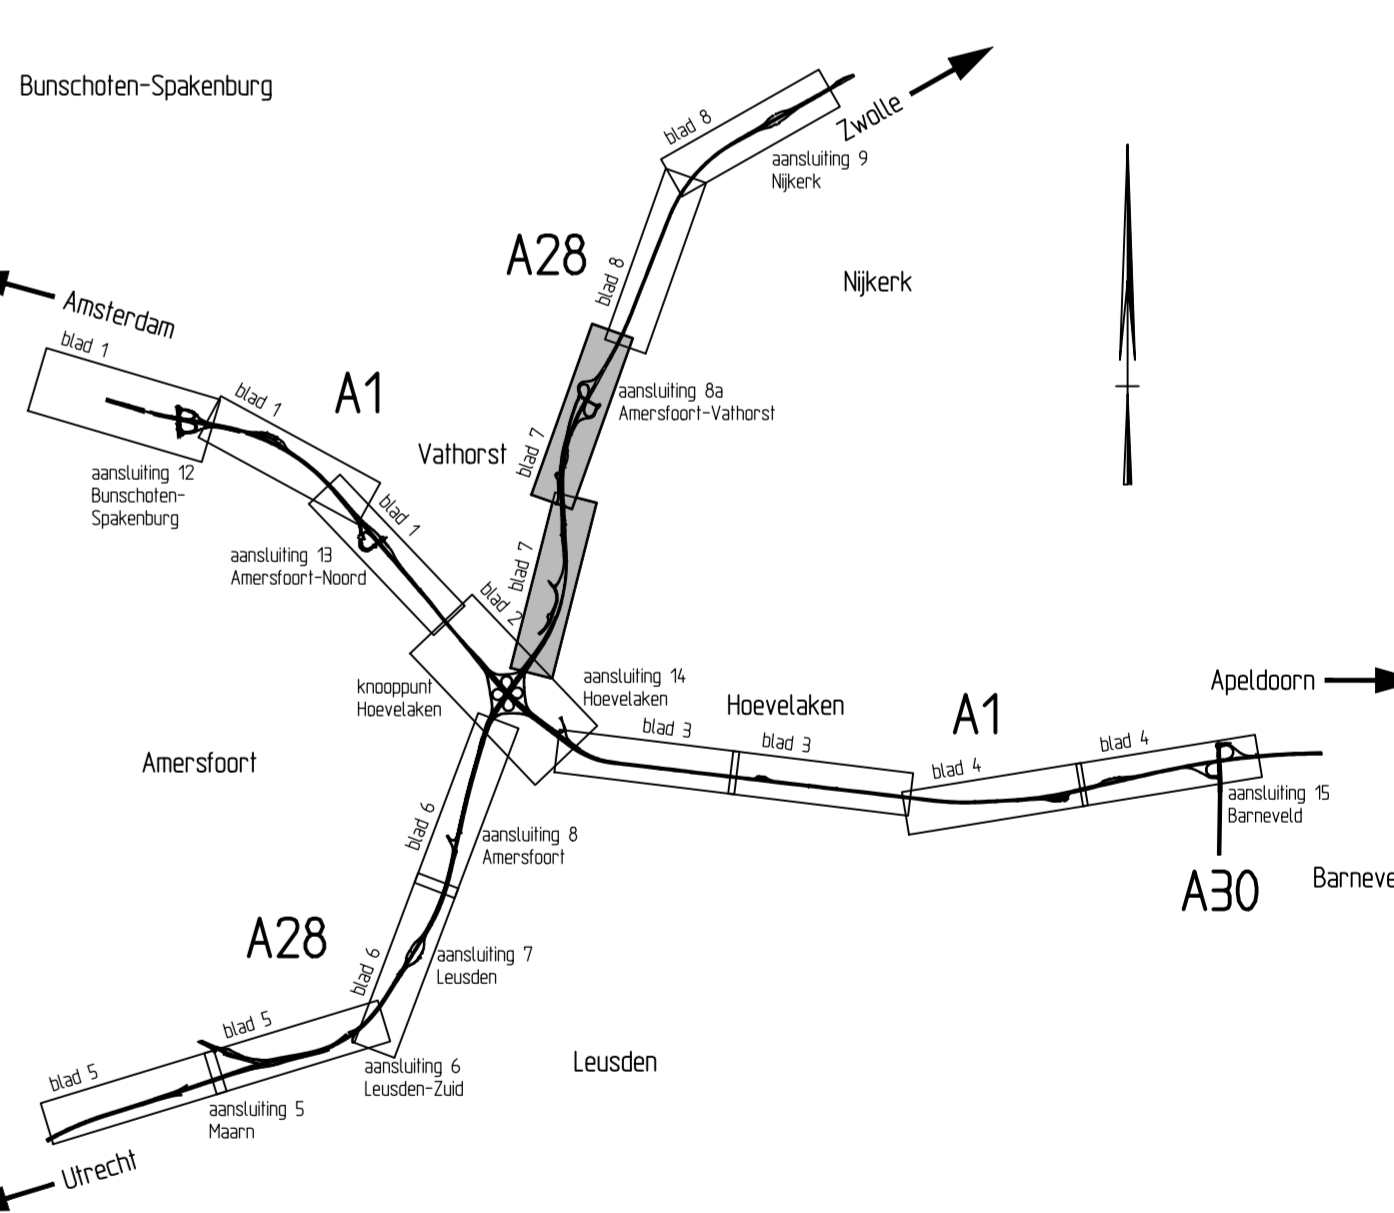 Bunschoten-Spakenburg
Zwolle
blad 8
aansluiting 9
Nijkerk
A28
blad 8
Nijkerk
Amsterdam
blad 1
blad 1
A1
aansluiting 8a
Amersfoort-Vathorst
Vathorst
blad 7
aansluiting 12
Bunschoten-
Spakenburg
blad 1
aansluiting 13
Amersfoort-Noord
blad 7
blad 2
knooppunt
Hoevelaken
aansluiting 14
Hoevelaken
Hoevelaken
A1
Apeldoorn
blad 3
blad 3
blad 4
blad 4
Amersfoort
aansluiting 15
Barneveld
blad 6
aansluiting 8
Amersfoort
A30
Barneve
A28
blad 6
aansluiting 7
Leusden
blad 5
blad 5
aansluiting 6
Leusden-Zuid
Leusden
aansluiting 5
Maarn
Utrecht